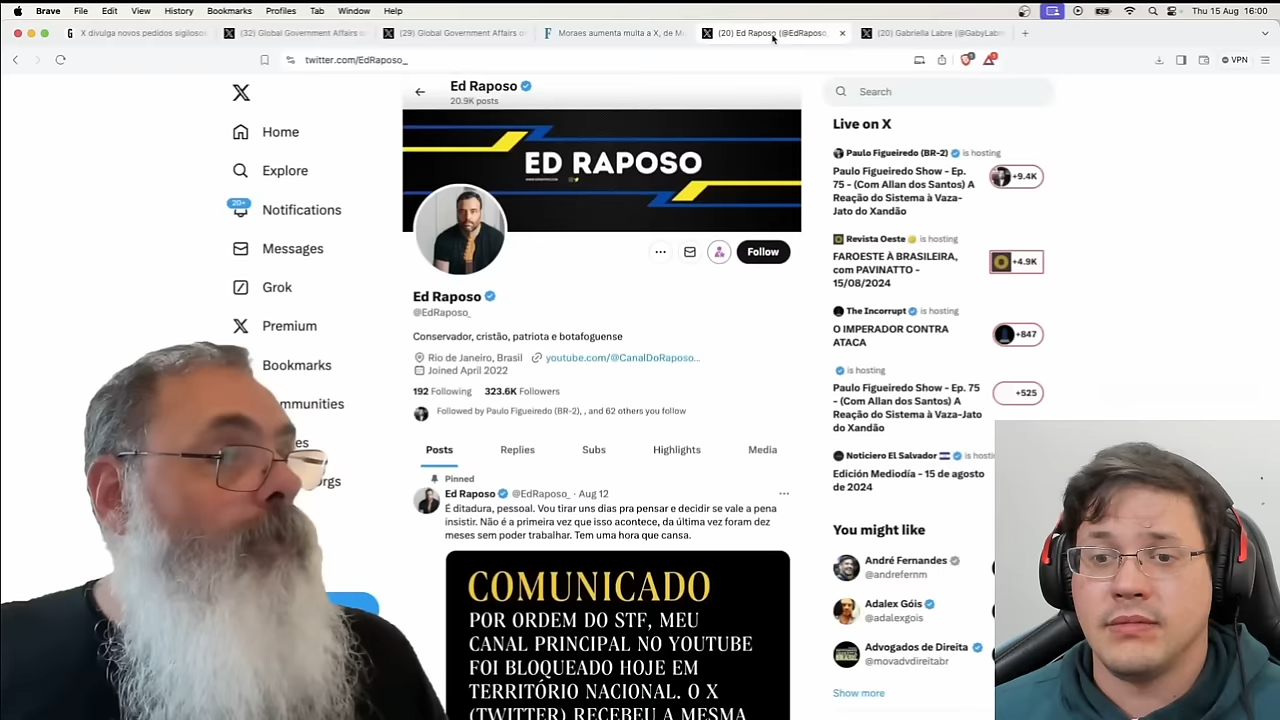 Brave File Edit View History Bookmarks Profiles Tab Window Help Thu 15 Aug 16:00
X divulga novos pedidos sigilosos
(32) Global Government Affairs o
(29) Global Government Affairs o
Moraes aumenta multa a X, de M
(20) Ed Raposo (@EdRaposo_
(20) Gabriella Labre (@GabyLabre
twitter.com/EdRaposo_
VPN
Home
Explore
20+
Notifications
Messages
Grok
Premium
Bookmarks
mmunities
es
rgs
Ed Raposo
20.9K posts
ED RAPOSO
Follow
Ed Raposo
@EdRaposo_
Conservador, cristão, patriota e botafoguense
Rio de Janeiro, Brasil youtube.com/@CanalDoRaposo...
Joined April 2022
192 Following 323.6K Followers
Followed by Paulo Figueiredo (BR-2), , and 62 others you follow
Posts Replies Subs Highlights Media
Pinned
Ed Raposo @EdRaposo_ · Aug 12
É ditadura, pessoal. Vou tirar uns dias pra pensar e decidir se vale a pena
insistir. Não é a primeira vez que isso acontece, da última vez foram dez
meses sem poder trabalhar. Tem uma hora que cansa.
COMUNICADO
POR ORDEM DO STF, MEU
CANAL PRINCIPAL NO YOUTUBE
FOI BLOQUEADO HOJE EM
TERRITÓRIO NACIONAL. O X
(TWITTER) RECEBEU A MESMA
Search
Live on X
Paulo Figueiredo (BR-2) is hosting
Paulo Figueiredo Show - Ep.
75 - (Com Allan dos Santos) A
Reação do Sistema à Vaza-
Jato do Xandão
+9.4K
Revista Oeste is hosting
FAROESTE À BRASILEIRA,
com PAVINATTO -
15/08/2024
+4.9K
The Incorrupt is hosting
O IMPERADOR CONTRA
ATACA
+847
is hosting
Paulo Figueiredo Show - Ep. 75
- (Com Allan dos Santos) A
Reação do Sistema à Vaza-Jato
do Xandão
+525
Noticiero El Salvador is hosti
Edición Mediodía - 15 de agosto
de 2024
You might like
André Fernandes
@andrefernm
Adalex Góis
@adalexgois
Advogados de Direita
@movadvdireitabr
Show more